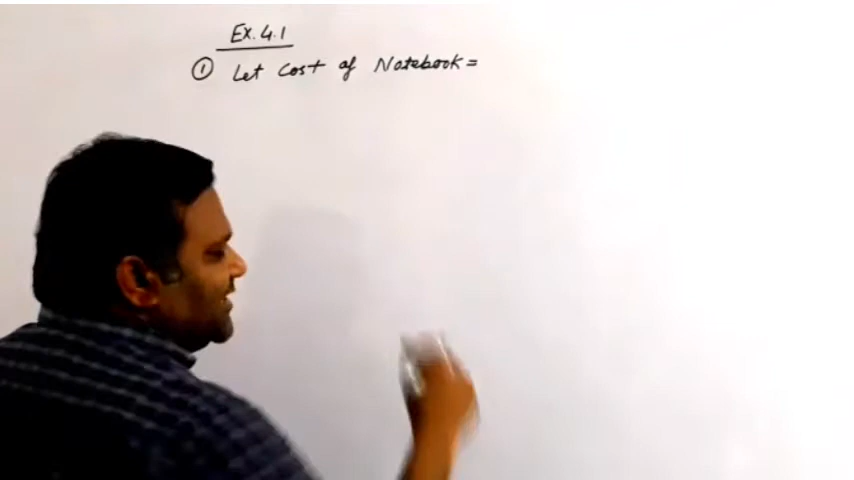 Ex. 4.1
① Let Cost of Notebook =